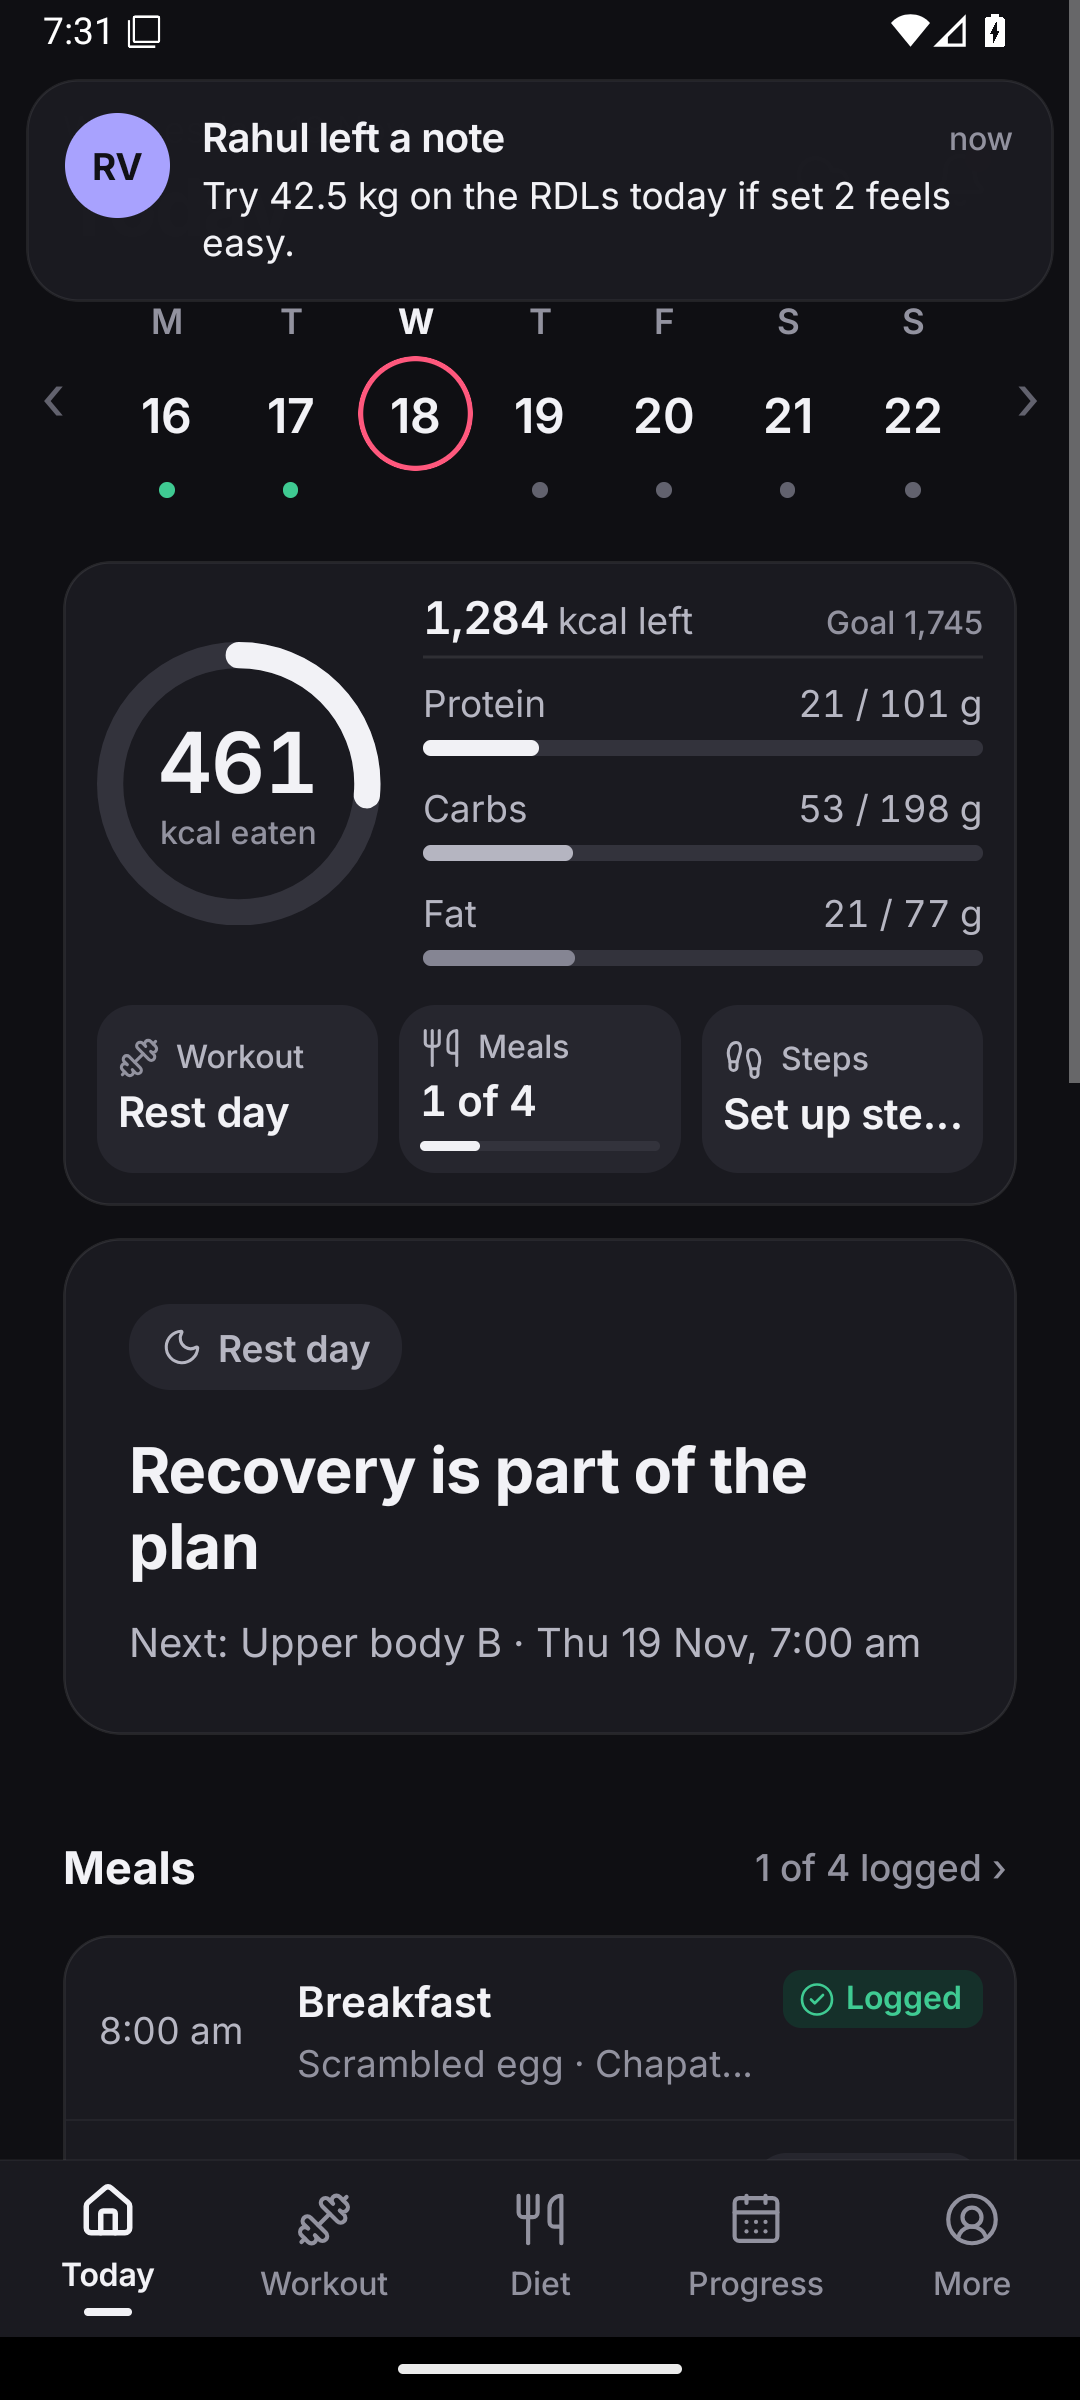 7:31
RV
Rahul left a note
now
Try 42.5 kg on the RDLs today if set 2 feels
easy.
M T W T F S S
‹ 16 17 18 19 20 21 22 ›
1,284 kcal left
Goal 1,745
461
kcal eaten
Protein 21 / 101 g
Carbs 53 / 198 g
Fat 21 / 77 g
Workout
Rest day
Meals
1 of 4
Steps
Set up ste...
Rest day
Recovery is part of the
plan
Next: Upper body B · Thu 19 Nov, 7:00 am
Meals
1 of 4 logged ›
8:00 am
Breakfast
Logged
Scrambled egg · Chapat...
Today
Workout
Diet
Progress
More